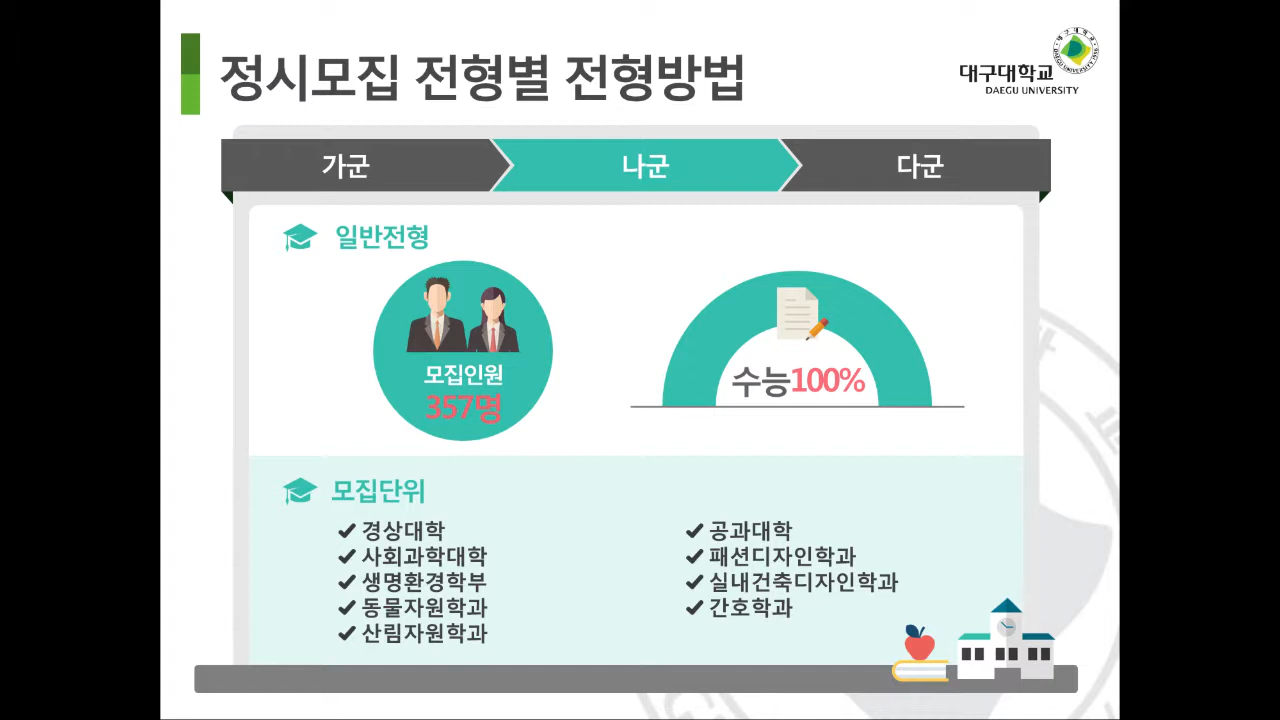 정시모집 전형별 전형방법
대구대학교
DAEGU UNIVERSITY
가군
나군
다군
일반전형
모집인원
357명
수능100%
모집단위
경상대학
사회과학대학
생명환경학부
동물자원학과
산림자원학과
공과대학
패션디자인학과
실내건축디자인학과
간호학과